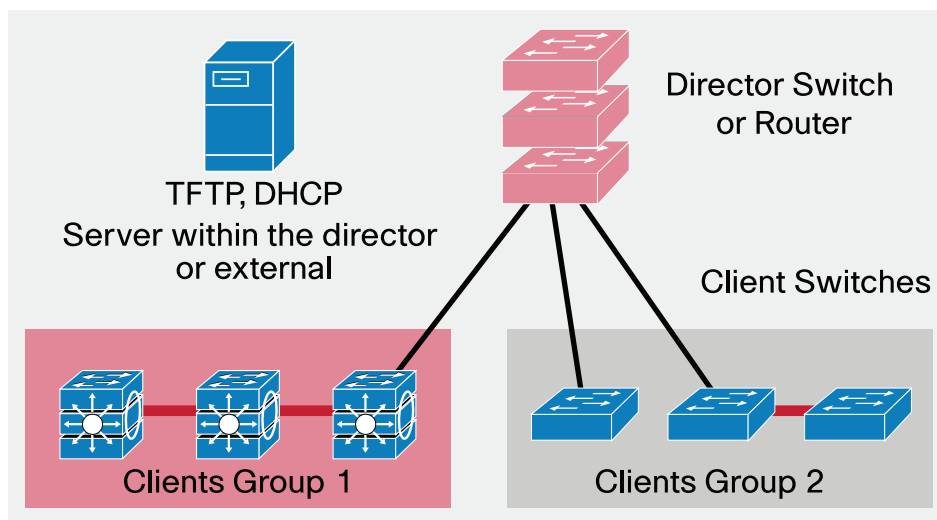 Director Switch
or Router
TFTP, DHCP
Server within the director
or external
Client Switches
Clients Group 1
Clients Group 2